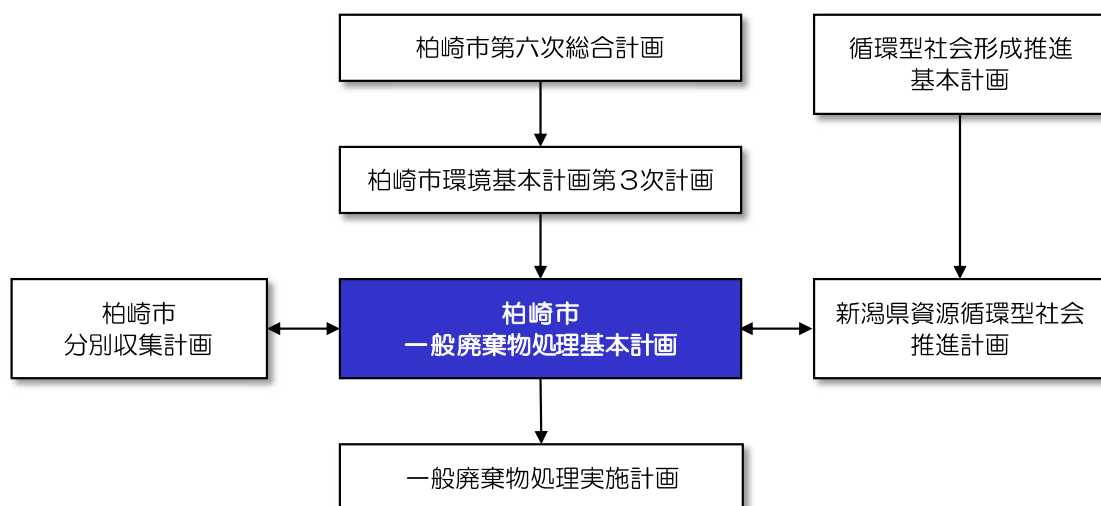 柏崎市第六次総合計画
循環型社会形成推進
基本計画
柏崎市環境基本計画第３次計画
柏崎市
分別収集計画
柏崎市
一般廃棄物処理基本計画
新潟県資源循環型社会
推進計画
一般廃棄物処理実施計画